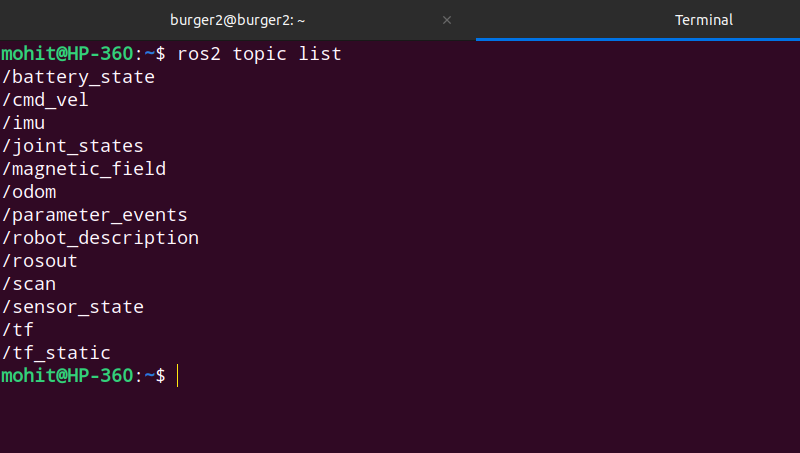 burger2@burger2: ~ × Terminal
mohit@HP-360:~$ ros2 topic list
/battery_state
/cmd_vel
/imu
/joint_states
/magnetic_field
/odom
/parameter_events
/robot_description
/rosout
/scan
/sensor_state
/tf
/tf_static
mohit@HP-360:~$